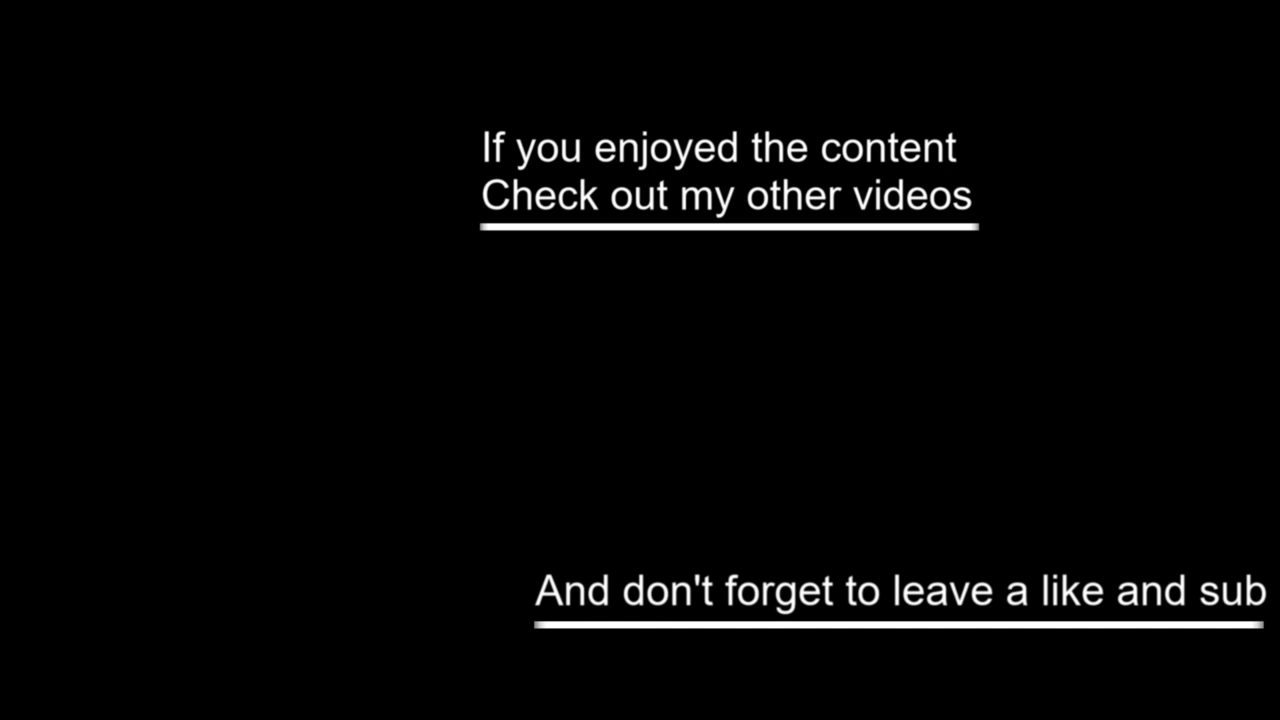 If you enjoyed the content
Check out my other videos
And don't forget to leave a like and sub